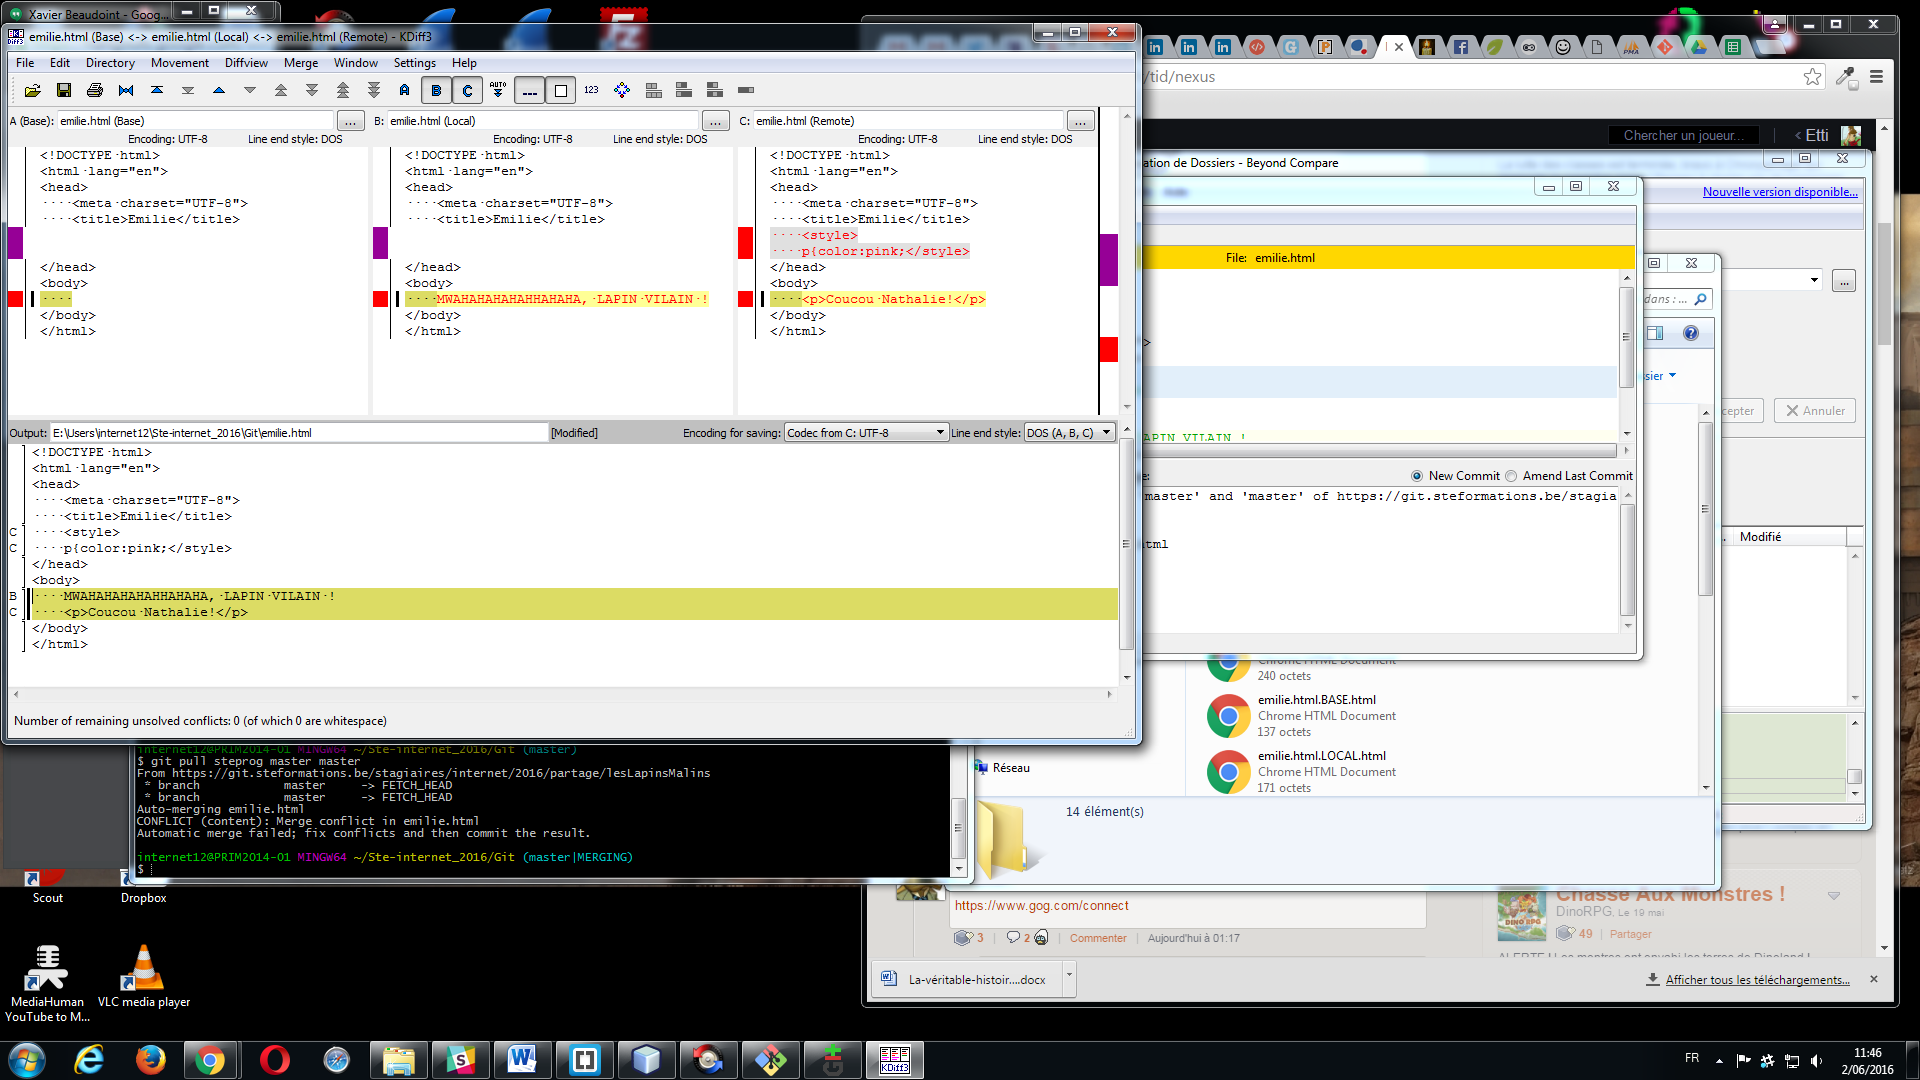 Xavier Beaudoint - Goog...
emilie.html (Base) <-> emilie.html (Local) <-> emilie.html (Remote) - KDiff3
File Edit Directory Movement Diffview Merge Window Settings Help
A (Base): emilie.html (Base) ...
Encoding: UTF-8 Line end style: DOS
<!DOCTYPE·html>
<html·lang="en">
<head>
····<meta·charset="UTF-8">
····<title>Emilie</title>
</head>
<body>
····
</body>
</html>
B: emilie.html (Local) ...
Encoding: UTF-8 Line end style: DOS
<!DOCTYPE·html>
<html·lang="en">
<head>
····<meta·charset="UTF-8">
····<title>Emilie</title>
</head>
<body>
····MWAHAHAHAHAHHAHAHA,·LAPIN·VILAIN·!
</body>
</html>
C: emilie.html (Remote) ...
Encoding: UTF-8 Line end style: DOS
<!DOCTYPE·html>
<html·lang="en">
<head>
····<meta·charset="UTF-8">
····<title>Emilie</title>
····<style>
····p{color:pink;</style>
</head>
<body>
····<p>Coucou·Nathalie!</p>
</body>
</html>
Output: E:\Users\internet12\Ste-internet_2016\Git\emilie.html [Modified] Encoding for saving: Codec from C: UTF-8 Line end style: DOS (A, B, C)
<!DOCTYPE·html>
<html·lang="en">
<head>
····<meta·charset="UTF-8">
····<title>Emilie</title>
C ····<style>
C ····p{color:pink;</style>
</head>
<body>
B ····MWAHAHAHAHAHHAHAHA,·LAPIN·VILAIN·!
C ····<p>Coucou·Nathalie!</p>
</body>
</html>
Number of remaining unsolved conflicts: 0 (of which 0 are whitespace)
internet12@PRIM2014-01 MINGW64 ~/Ste-internet_2016/Git (master)
$ git pull steprog master master
From https://git.steformations.be/stagiaires/internet/2016/partage/lesLapinsMalins
* branch master -> FETCH_HEAD
* branch master -> FETCH_HEAD
Auto-merging emilie.html
CONFLICT (content): Merge conflict in emilie.html
Automatic merge failed; fix conflicts and then commit the result.
internet12@PRIM2014-01 MINGW64 ~/Ste-internet_2016/Git (master|MERGING)
$
/tid/nexus
Chercher un joueur...
< Etti
ation de Dossiers - Beyond Compare
Nouvelle version disponible...
File: emilie.html
...
dans : ...
>
ssier
cepter
Annuler
APIN VILAIN !
e:
New Commit Amend Last Commit
master' and 'master' of https://git.steformations.be/stagia
tml
. Modifié
Chrome HTML Document
240 octets
emilie.html.BASE.html
Chrome HTML Document
137 octets
emilie.html.LOCAL.html
Chrome HTML Document
171 octets
Réseau
14 élément(s)
https://www.gog.com/connect
3 | 2 | Commenter | Aujourd'hui à 01:17
Chasse Aux Monstres !
DinoRPG, Le 19 mai
49 | Partager
La-véritable-histoir....docx
Afficher tous les téléchargements...
Scout
Dropbox
MediaHuman
YouTube to M...
VLC media player
FR
11:46
2/06/2016